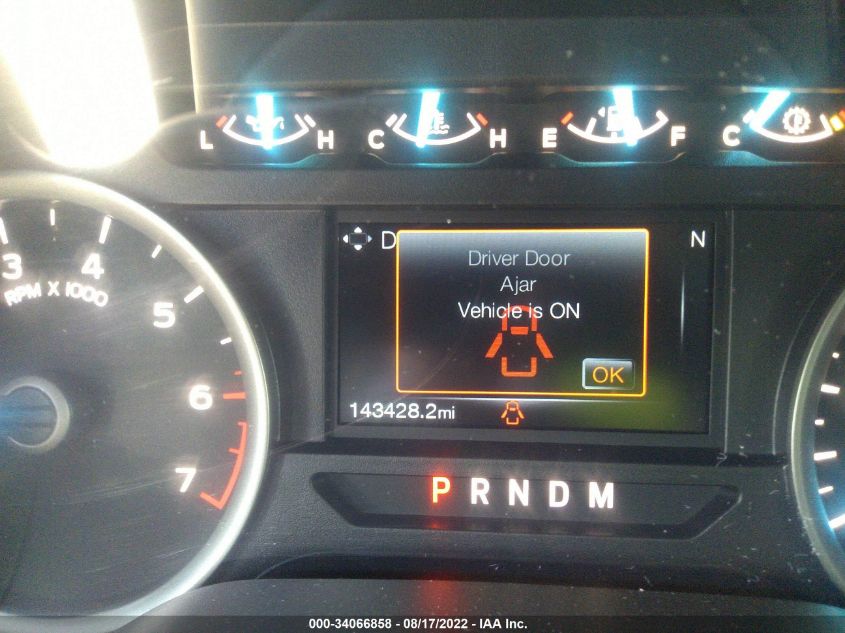 L H C H E F C
D
N
Driver Door
Ajar
Vehicle is ON
OK
3 4 5 6 7
RPM X 1000
143428.2mi
P R N D M
000-34066858 - 08/17/2022 - IAA Inc.